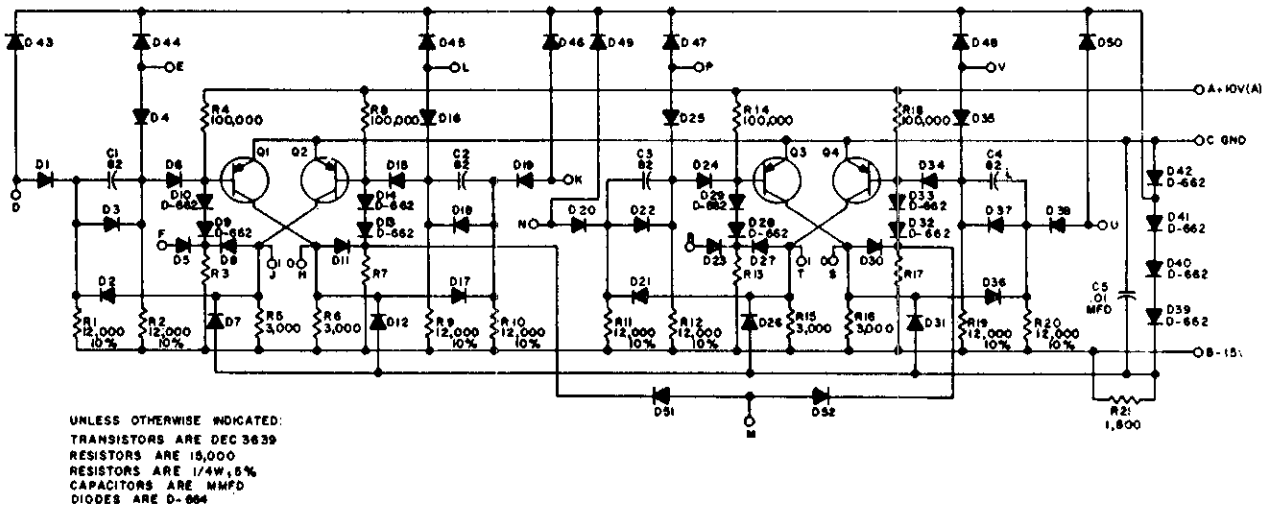 D43 D44 D45 D46 D49 D47 D48 D50
E L P V
A+10V(A)
R4 100,000
R8 100,000
R14 100,000
R18 100,000
D4 D16 D25 D35
C GND
Q1 Q2 Q3 Q4
D1 C1 82 D6
D15 C2 82 D19
C3 82 D24
D34 C4 82
D42 D-662
D K N U
D10 D-662
D14 D-662
D29 D-662
D33 D-662
D3 D18 D20 D22 D37 D38
D41 D-662
D9 D-662
D13 D-662
D28 D-662
D32 D-662
F D5 D8 J 1 0 H D11
R D23 D27 T 1 0 S D30
D40 D-662
R3 R7 R13 R17
D2 D17 D21 D36
C5 .01 MFD
D39 D-662
R1 12,000 10%
R2 12,000 10%
D7
R5 3,000
R6 3,000
D12
R9 12,000 10%
R10 12,000 10%
R11 12,000 10%
R12 12,000 10%
D26
R15 3,000
R16 3,000
D31
R19 12,000 10%
R20 12,000 10%
B-15V
D51 M D52
R21 1,800
UNLESS OTHERWISE INDICATED:
TRANSISTORS ARE DEC 3639
RESISTORS ARE 15,000
RESISTORS ARE 1/4W, 5%
CAPACITORS ARE MMFD
DIODES ARE D-664